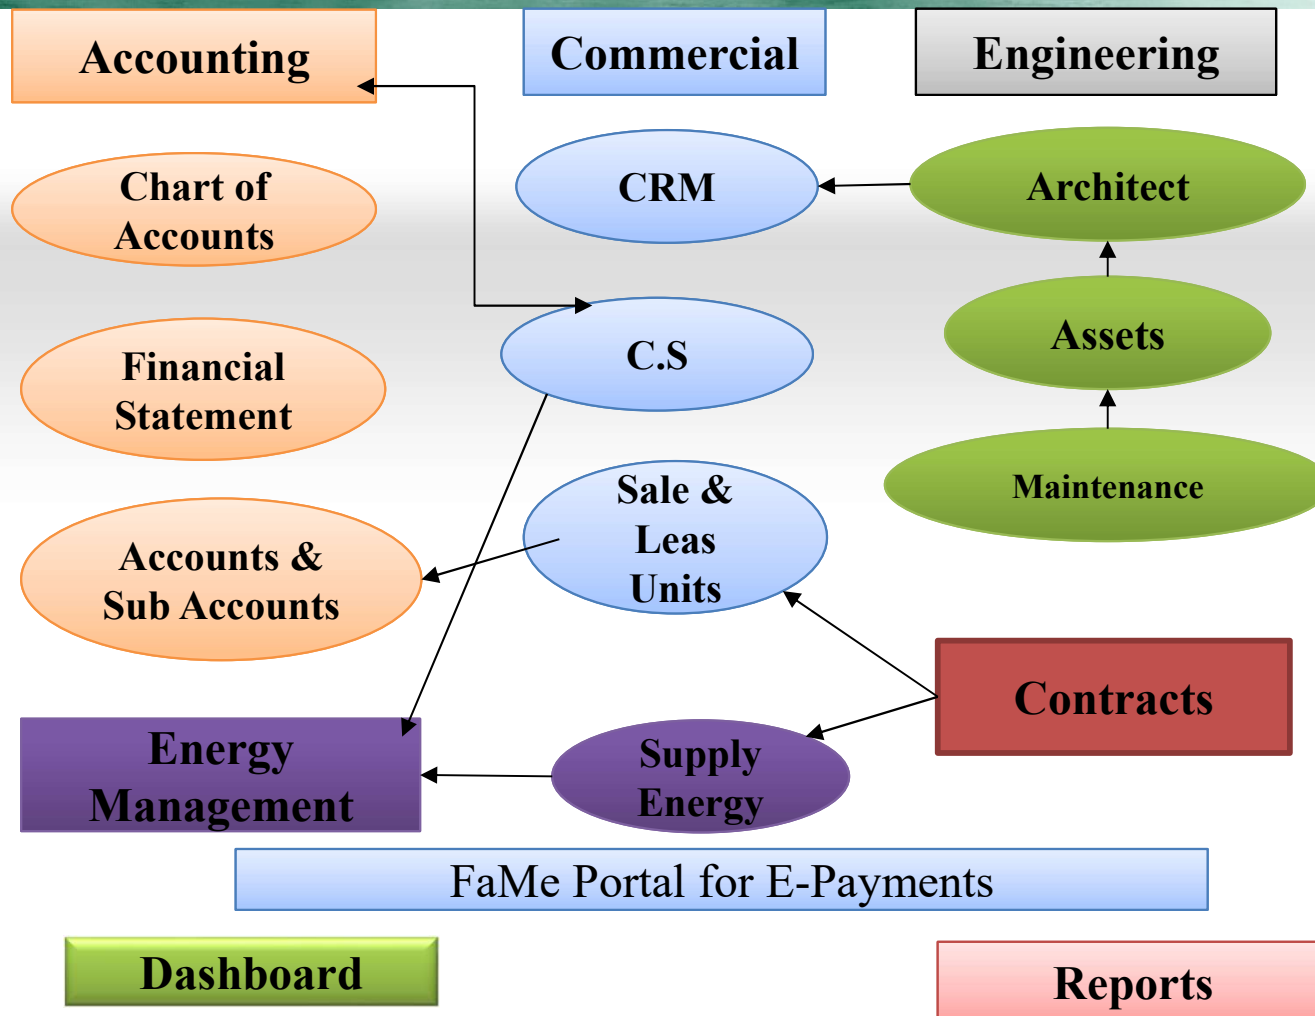 Accounting
Commercial
Engineering
Chart of
Accounts
CRM
Architect
Financial
Statement
C.S
Assets
Accounts &
Sub Accounts
Sale &
Leas
Units
Maintenance
Contracts
Energy
Management
Supply
Energy
FaMe Portal for E-Payments
Dashboard
Reports